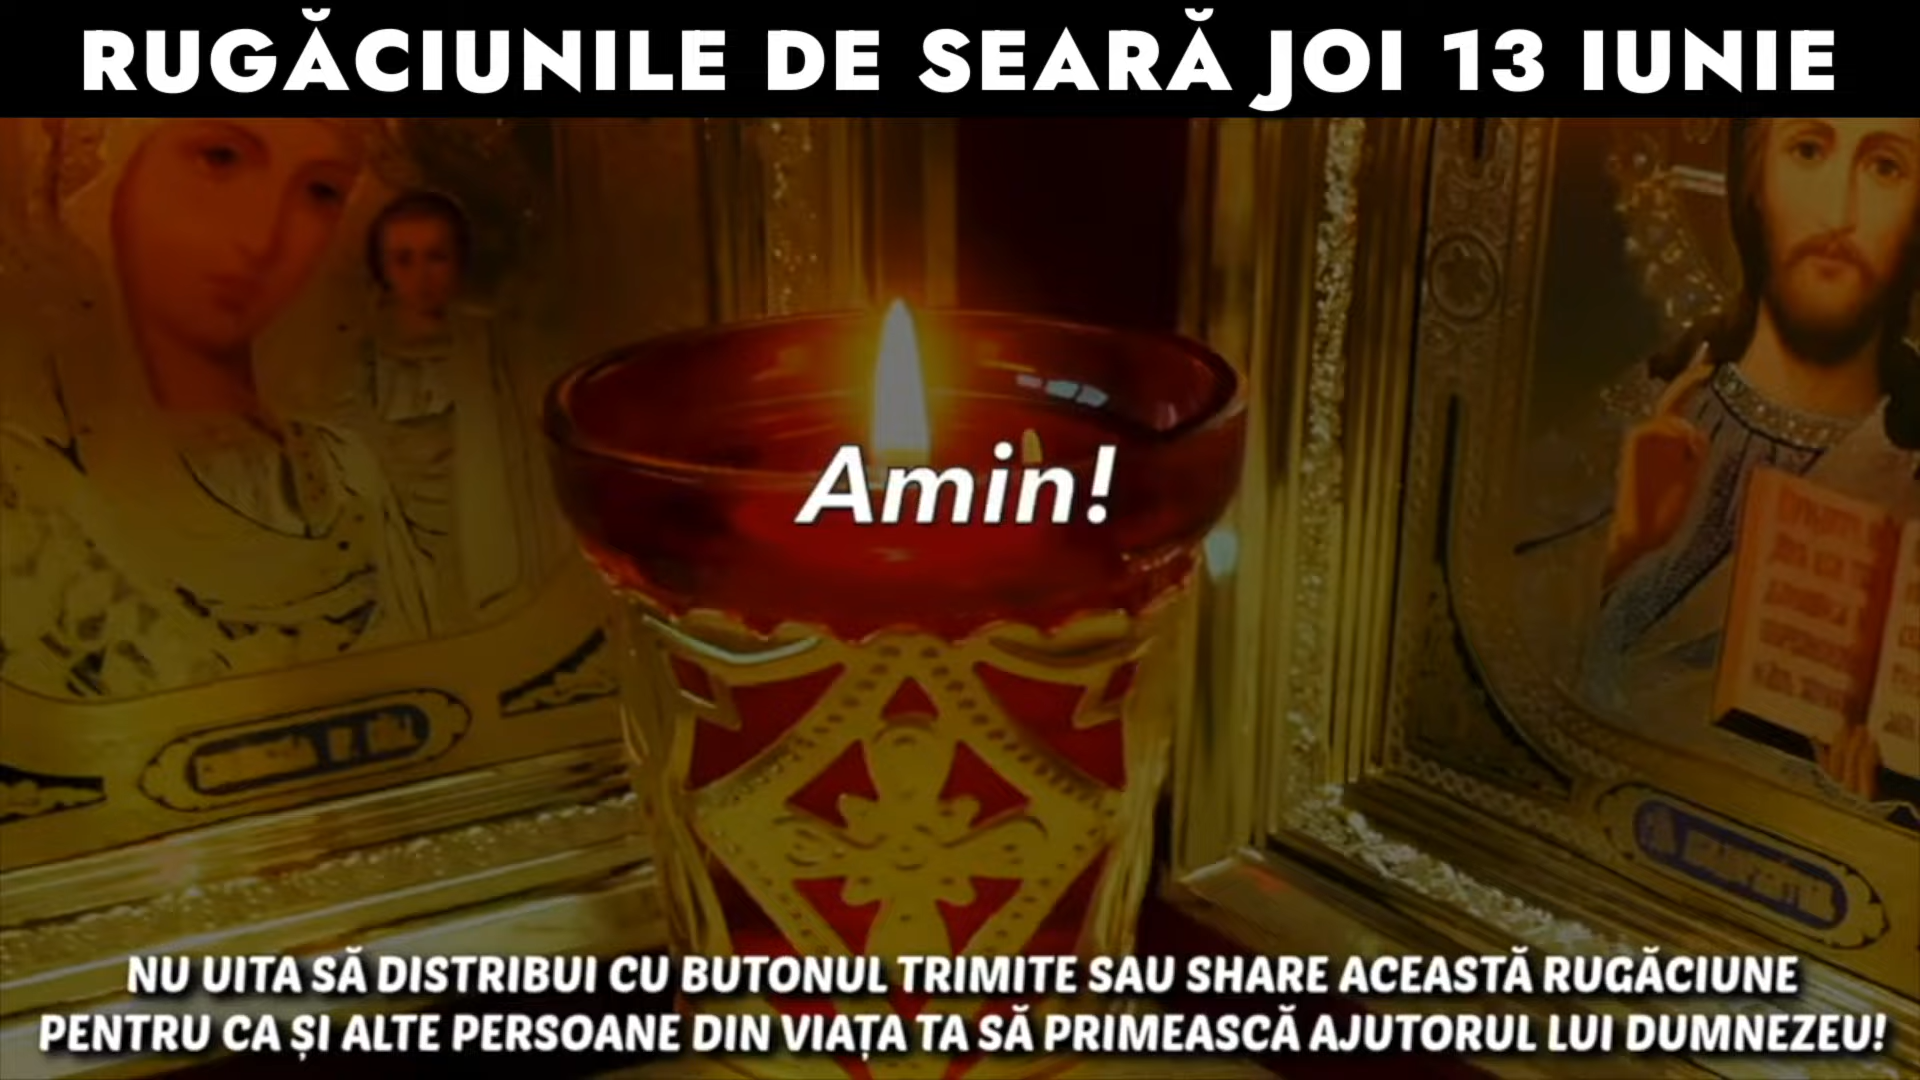 RUGĂCIUNILE DE SEARĂ JOI 13 IUNIE
Amin!
NU UITA SĂ DISTRIBUI CU BUTONUL TRIMITE SAU SHARE ACEASTĂ RUGĂCIUNE
PENTRU CA ȘI ALTE PERSOANE DIN VIAȚA TA SĂ PRIMEASCĂ AJUTORUL LUI DUMNEZEU!